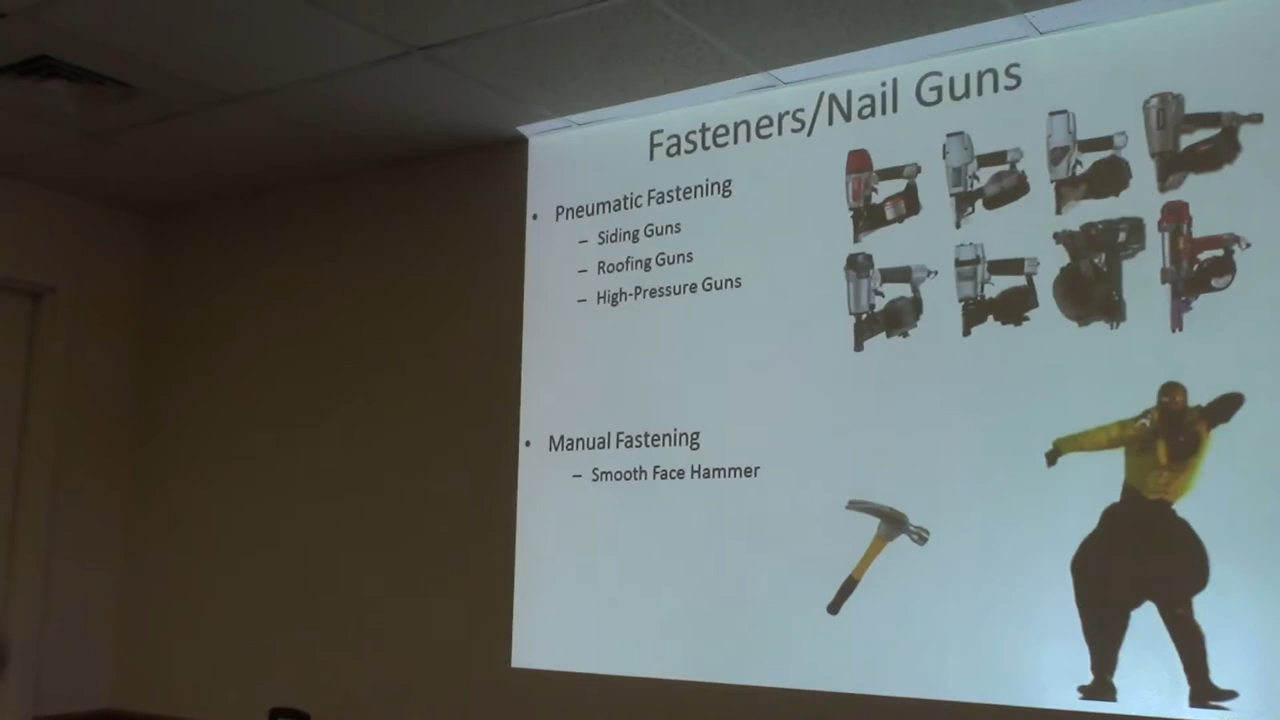 Fasteners/Nail Guns
• Pneumatic Fastening
– Siding Guns
– Roofing Guns
– High-Pressure Guns
• Manual Fastening
– Smooth Face Hammer